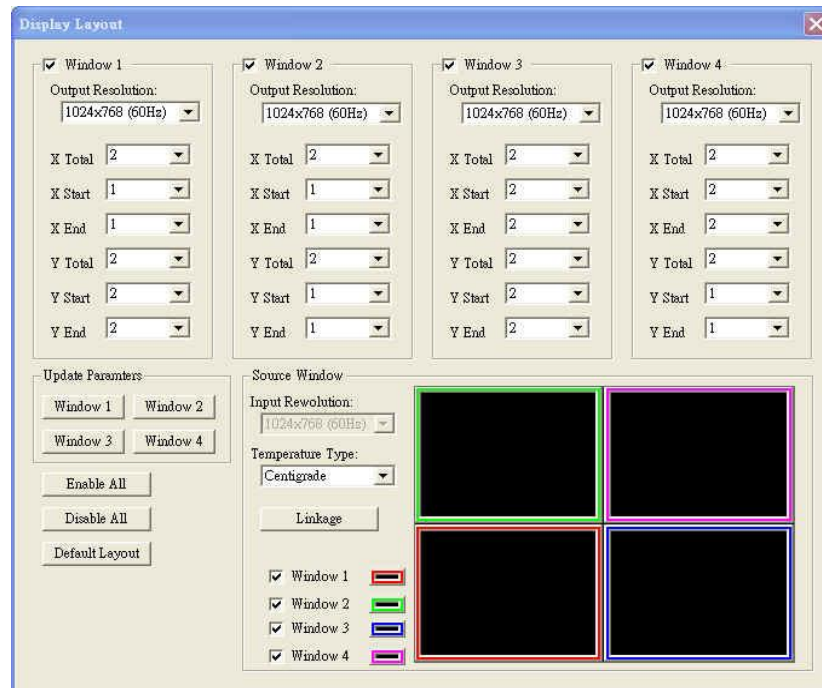 Display Layout
Window 1
Output Resolution:
1024x768 (60Hz)
X Total 2
X Start 1
X End 1
Y Total 2
Y Start 2
Y End 2
Window 2
Output Resolution:
1024x768 (60Hz)
X Total 2
X Start 1
X End 1
Y Total 2
Y Start 1
Y End 1
Window 3
Output Resolution:
1024x768 (60Hz)
X Total 2
X Start 2
X End 2
Y Total 2
Y Start 2
Y End 2
Window 4
Output Resolution:
1024x768 (60Hz)
X Total 2
X Start 2
X End 2
Y Total 2
Y Start 1
Y End 1
Update Paramters
Window 1 Window 2
Window 3 Window 4
Enable All
Disable All
Default Layout
Source Window
Input Rewolution:
1024x768 (60Hz)
Temperature Type:
Centigrade
Linkage
Window 1
Window 2
Window 3
Window 4